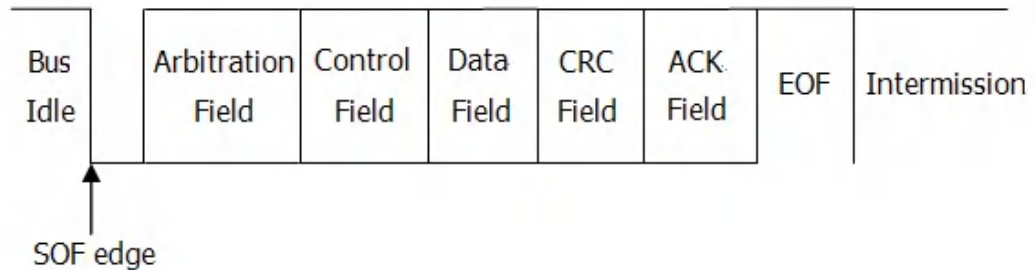 Bus Idle
Arbitration Field
Control Field
Data Field
CRC Field
ACK Field
EOF
Intermission
SOF edge